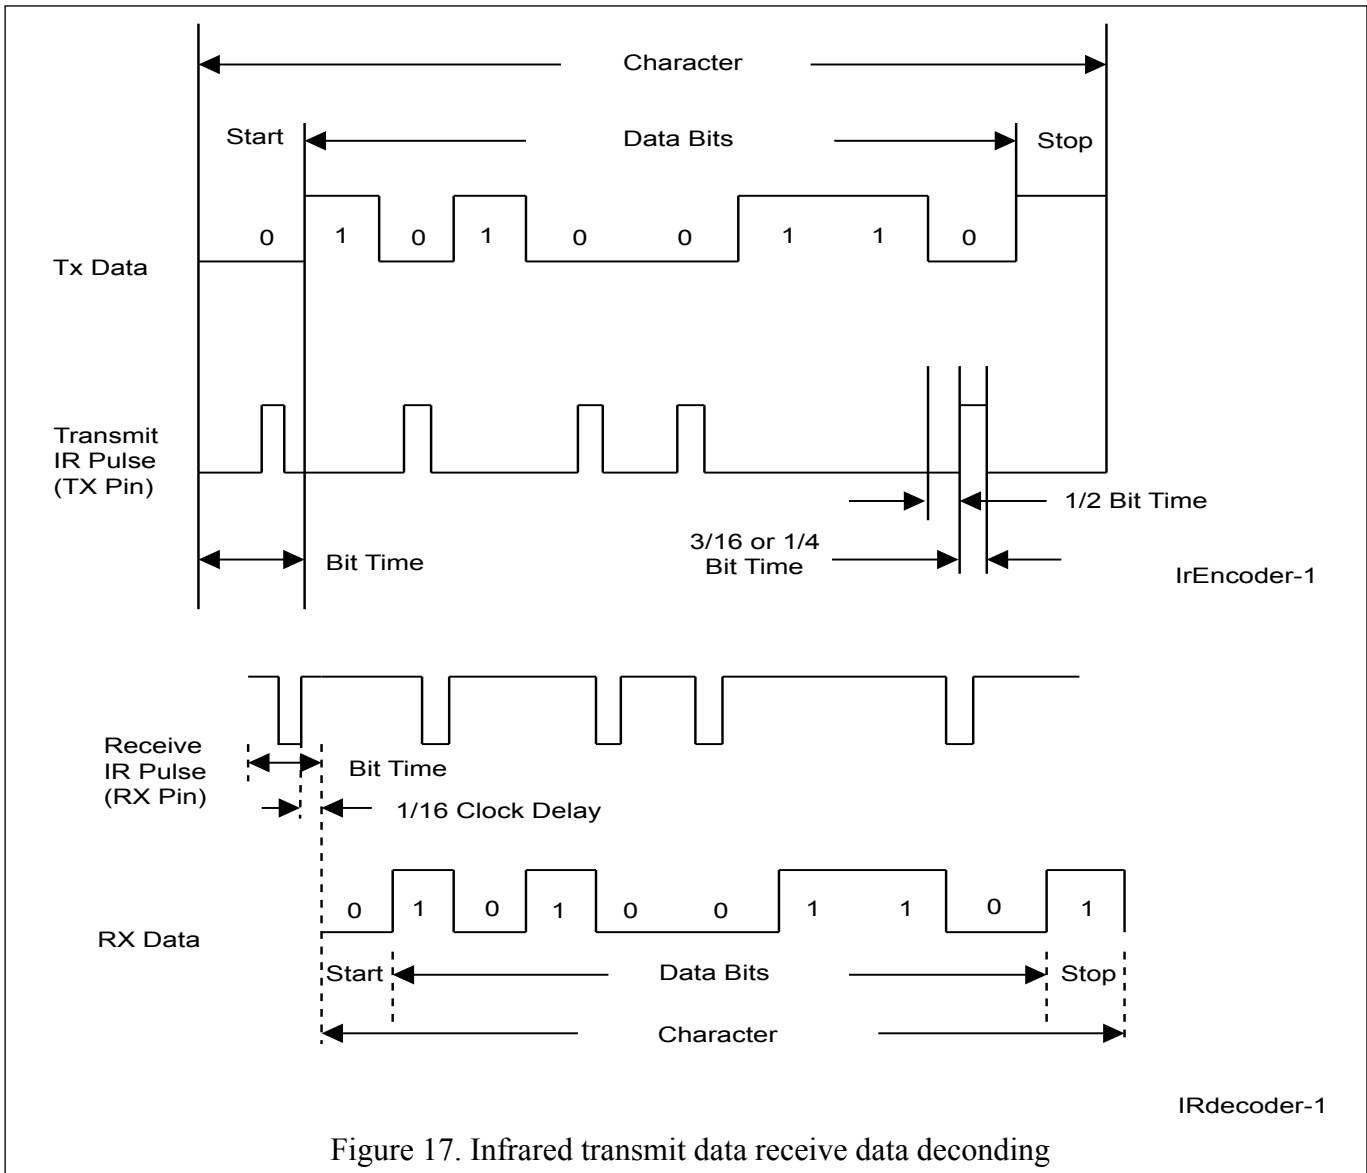 Character
Start
Data Bits
Stop
0 1 0 1 0 0 1 1 0
Tx Data
Transmit
IR Pulse
(TX Pin)
1/2 Bit Time
3/16 or 1/4
Bit Time
Bit Time
IrEncoder-1
Receive
IR Pulse
(RX Pin)
Bit Time
1/16 Clock Delay
0 1 0 1 0 0 1 1 0 1
RX Data
Start
Data Bits
Stop
Character
IRdecoder-1
Figure 17. Infrared transmit data receive data deconding